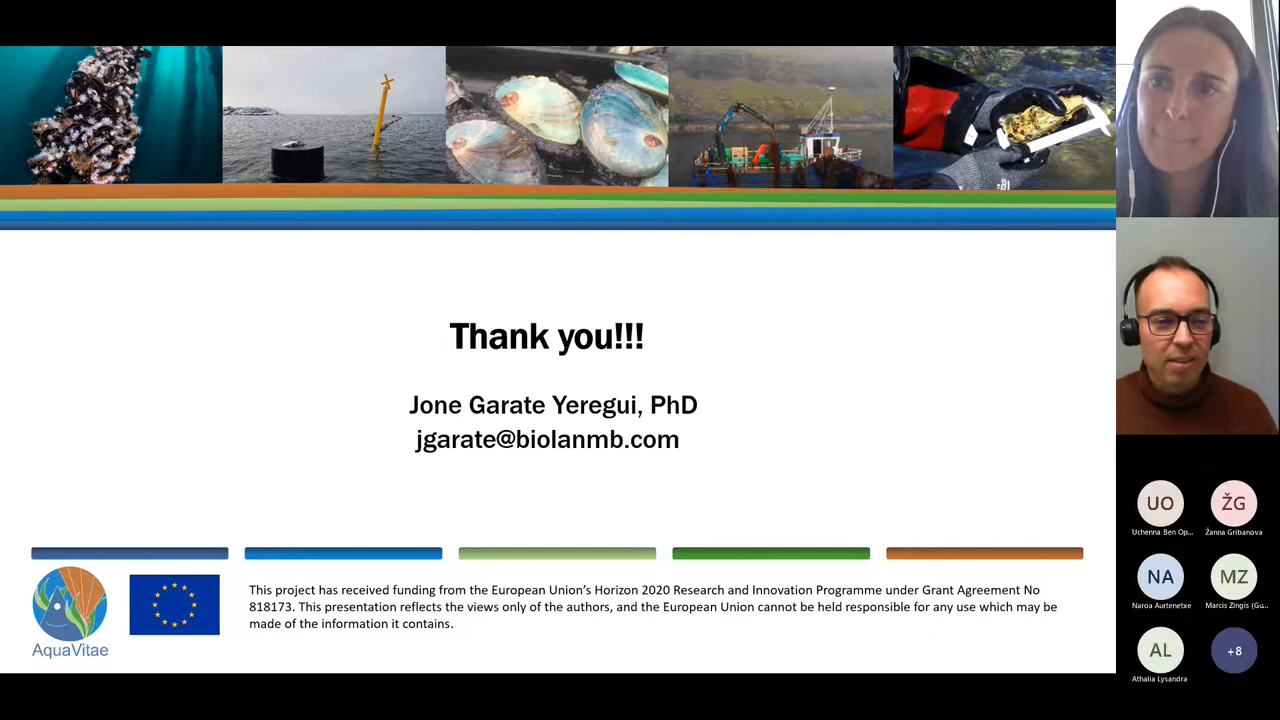 Thank you!!!
Jone Garate Yeregui, PhD
jgarate@biolanmb.com
This project has received funding from the European Union's Horizon 2020 Research and Innovation Programme under Grant Agreement No
818173. This presentation reflects the views only of the authors, and the European Union cannot be held responsible for any use which may be
made of the information it contains.
AquaVitae
UO
Uchenna Ben Op...
ŽG
Žanna Gribanova
NA
Naroa Aurtenetxe
MZ
Marcis Zingis (Gu...
AL
Athalia Lysandra
+8